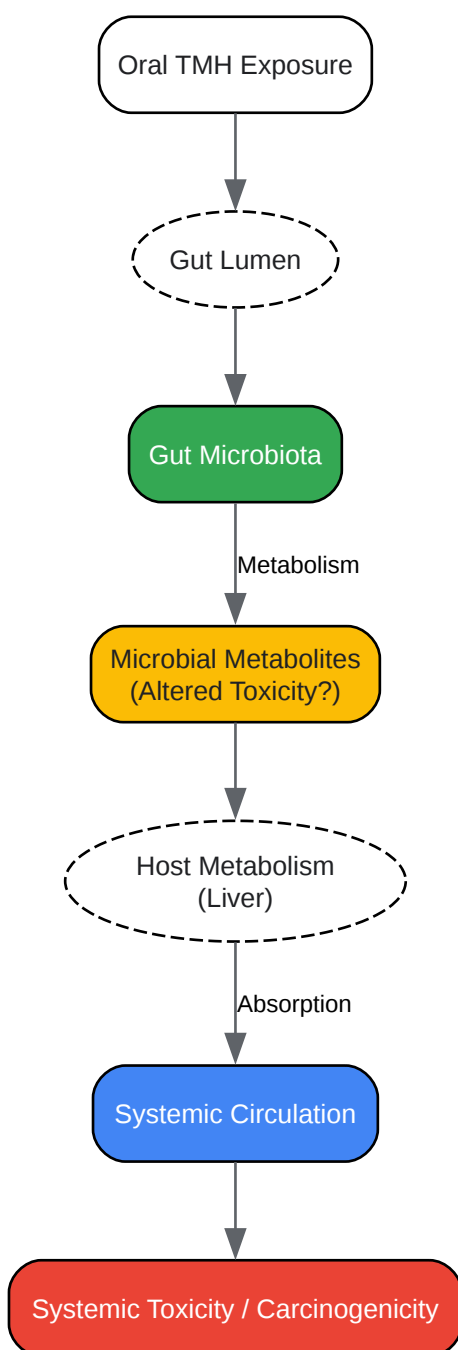 Oral TMH Exposure
Gut Lumen
Gut Microbiota
Metabolism
Microbial Metabolites
(Altered Toxicity?)
Host Metabolism
(Liver)
Absorption
Systemic Circulation
Systemic Toxicity / Carcinogenicity